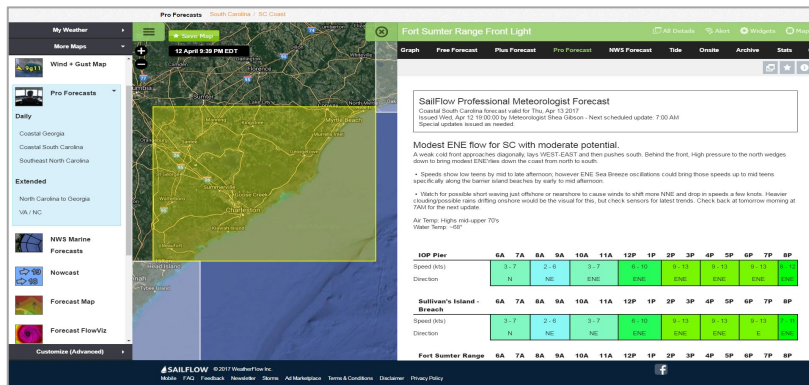 Pro Forecasts South Carolina | SC Coast
My Weather
More Maps
Wind + Gust Map
Pro Forecasts
Daily
Coastal Georgia
Coastal South Carolina
Southeast North Carolina
Extended
North Carolina to Georgia
VA / NC
NWS Marine
Forecasts
Nowcast
Forecast Map
Forecast FlowViz
Customize (Advanced)
Save Map
12 April 9:39 PM EDT
Florence
Sumter
Myrtle Beach
Summerville
Goose Creek
Charleston
Kiawah Island
Fort Sumter Range Front Light
All Details Alert Widgets
Graph Free Forecast Plus Forecast Pro Forecast NWS Forecast Tide Onsite Archive Stats
SailFlow Professional Meteorologist Forecast
Coastal South Carolina forecast valid for Thu, Apr 13 2017
Issued Wed, Apr 12 19:00:00 by Meteorologist Shea Gibson - Next scheduled update: 7:00 AM
Special updates issued as needed.
Modest ENE flow for SC with moderate potential.
A weak cold front approaches diagonally, lays WEST-EAST and then pushes south. Behind the front, High pressure to the north wedges
down to bring modest ENE'lies down the coast from north to south.
• Speeds show low teens by mid to late afternoon; however ENE Sea Breeze oscillations could bring those speeds up to mid teens
specifically along the barrier island beaches by early to mid afternoon.
• Watch for possible short waving just offshore or nearshore to cause winds to shift more NNE and drop in speeds a few knots. Heavier
clouding/possible rains drifting onshore would be the visual for this, but check sensors for latest trends. Check back at tomorrow morning at
7AM for the next update.
Air Temp: Highs mid-upper 70's
Water Temp: ~68°
IOP Pier 6A 7A 8A 9A 10A 11A 12P 1P 2P 3P 4P 5P 6P 7P 8P
Speed (kts) 3 - 7 2 - 6 3 - 7 6 - 10 9 - 13 9 - 13 9 - 13 8 - 12
Direction N NE NE ENE ENE ENE ENE ENE
Sullivan's Island -
Breach 6A 7A 8A 9A 10A 11A 12P 1P 2P 3P 4P 5P 6P 7P 8P
Speed (kts) 3 - 7 2 - 6 3 - 7 6 - 10 9 - 13 9 - 13 9 - 13 7 - 11
Direction N NE NE ENE ENE ENE E ENE
Fort Sumter Range 6A 7A 8A 9A 10A 11A 12P 1P 2P 3P 4P 5P 6P 7P 8P
SAILFLOW © 2017 WeatherFlow Inc.
Mobile FAQ Feedback Newsletter Storms Ad Marketplace Terms & Conditions Disclaimer Privacy Policy